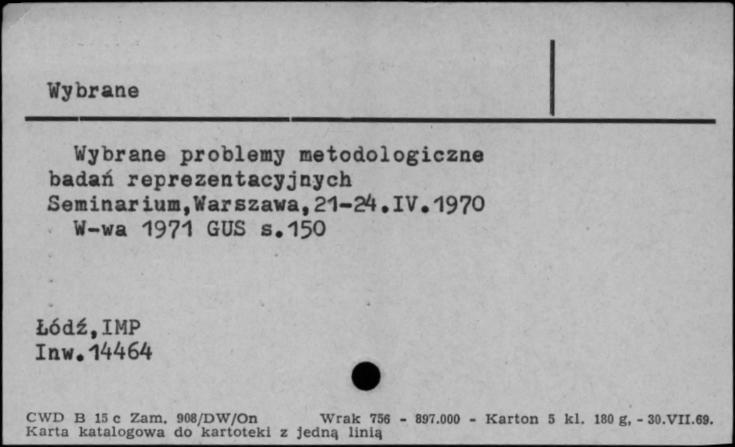 Wybrane
Wybrane problemy metodologiczne
badań reprezentacyjnych
Seminarium,Warszawa,21-24.IV.1970
W-wa 1971 GUS s.150
Łódź,IMP
Inw.14464
CWD B 15 c Zam. 908/DW/On Wrak 756 - 897.000 - Karton 5 kl. 180 g, - 30.VII.69.
Karta katalogowa do kartoteki z jedną linią